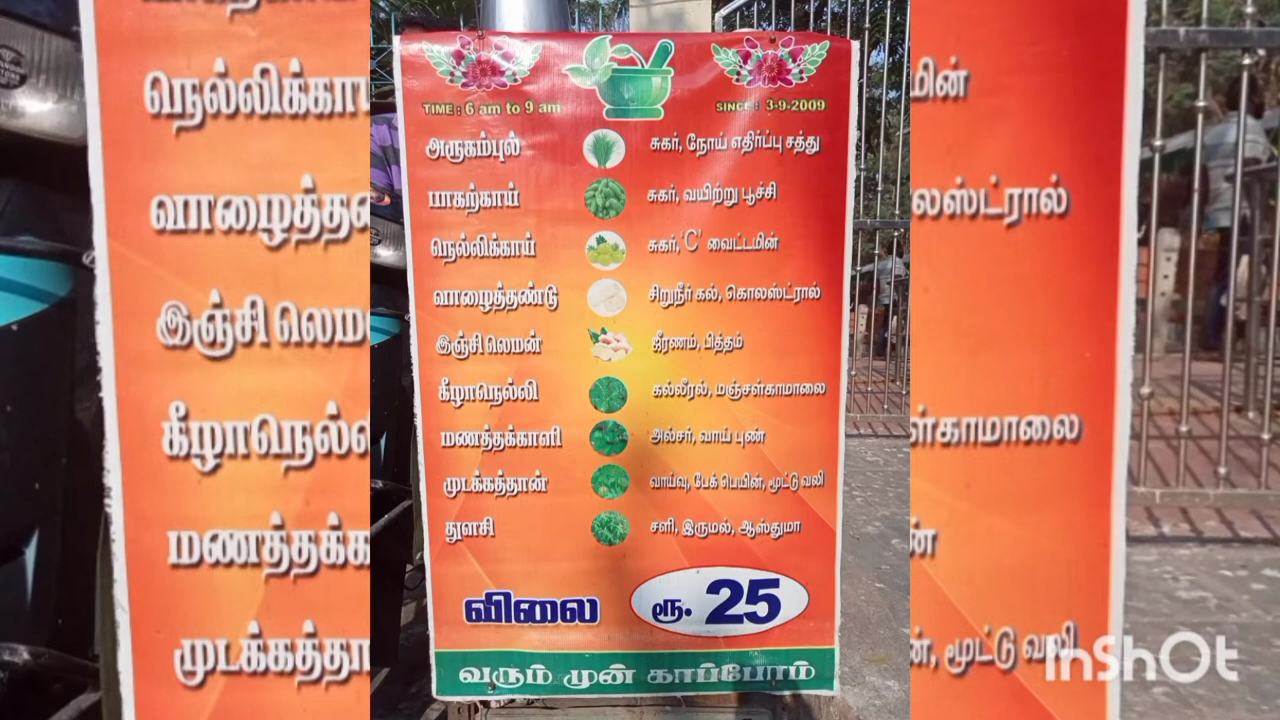 TIME : 6 am to 9 am
SINCE : 3-9-2009
அருகம்புல் சுகர், நோய் எதிர்ப்பு சத்து
பாகற்காய் சுகர், வயிற்று பூச்சி
நெல்லிக்காய் சுகர், 'C' வைட்டமின்
வாழைத்தண்டு சிறுநீர் கல், கொலஸ்ட்ரால்
இஞ்சி லெமன் ஜீரணம், பித்தம்
கீழாநெல்லி கல்லீரல், மஞ்சள்காமாலை
மணத்தக்காளி அல்சர், வாய் புண்
முடக்கத்தான் வாய்வு, பேக் பெயின், மூட்டு வலி
துளசி சளி, இருமல், ஆஸ்துமா
விலை ரூ. 25
வரும் முன் காப்போம்
InShOt